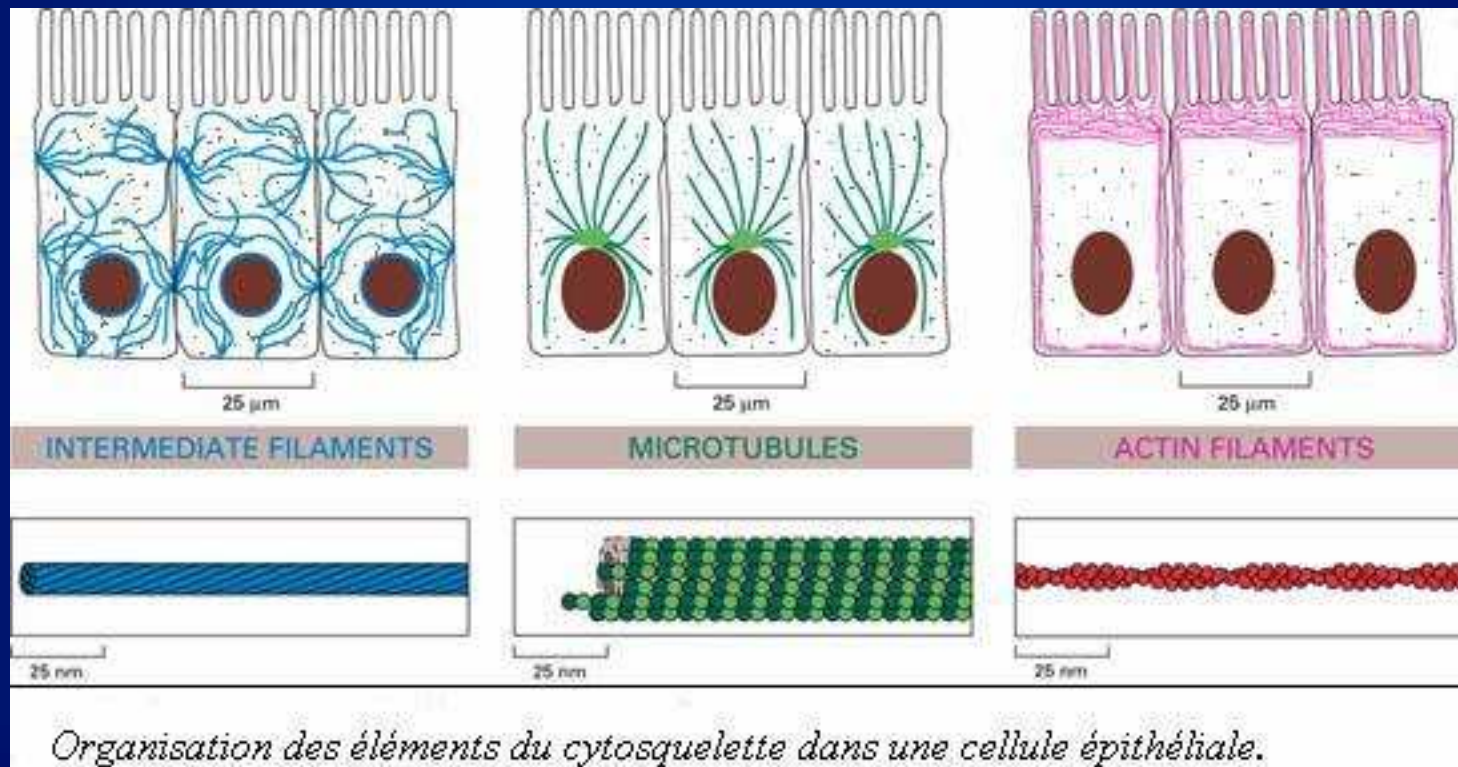 25 µm
25 µm
25 µm
INTERMEDIATE FILAMENTS
MICROTUBULES
ACTIN FILAMENTS
25 nm
25 nm
25 nm
Organisation des éléments du cytosquelette dans une cellule épithéliale.